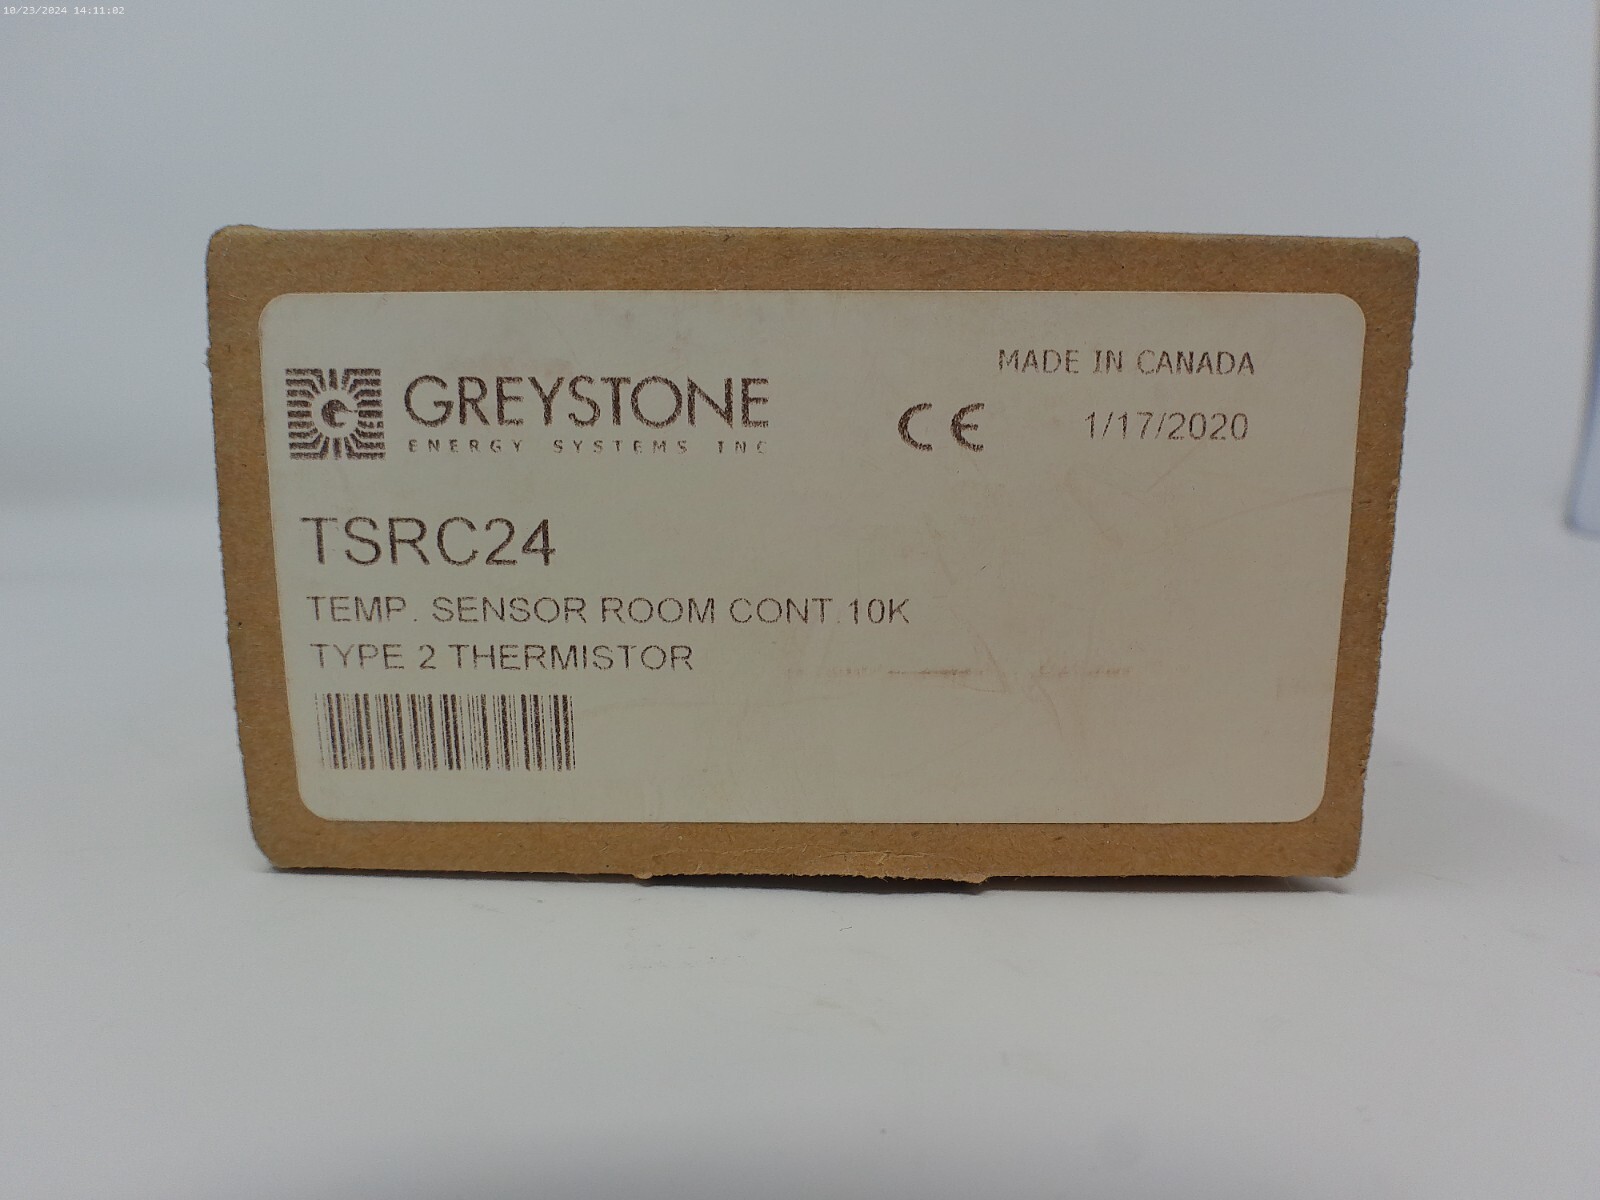 10/23/2024 14:11:02
MADE IN CANADA
GREYSTONE
ENERGY SYSTEMS INC
CE
1/17/2020
TSRC24
TEMP. SENSOR ROOM CONT.10K
TYPE 2 THERMISTOR